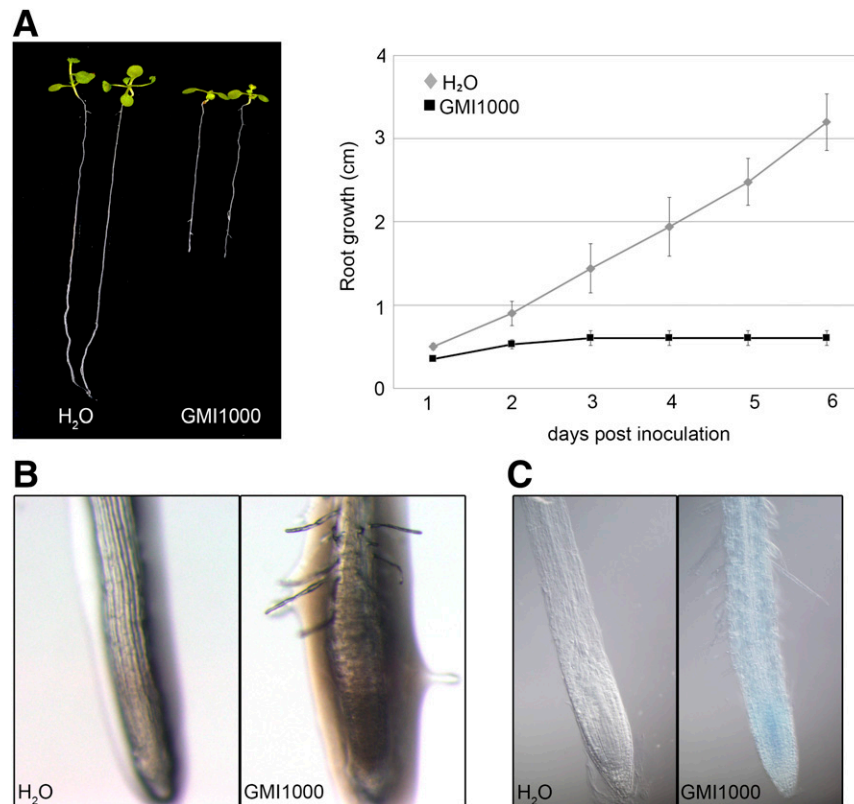 A
H₂O
GMI1000
Root growth (cm)
4
3
2
1
0
H₂O
GMI1000
1 2 3 4 5 6
days post inoculation
B
H₂O
GMI1000
C
H₂O
GMI1000